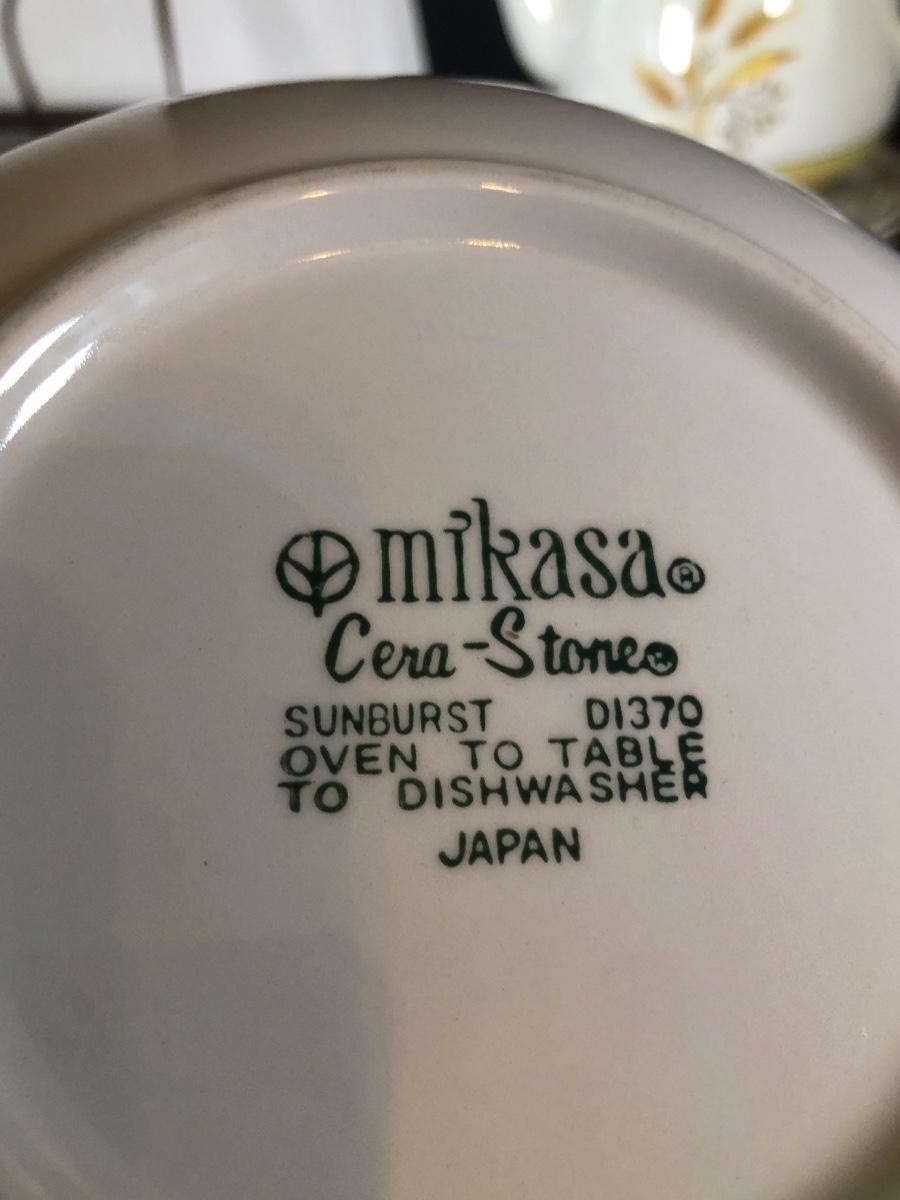 mikasa®
Cera-Stone®
SUNBURST D1370
OVEN TO TABLE
TO DISHWASHER
JAPAN